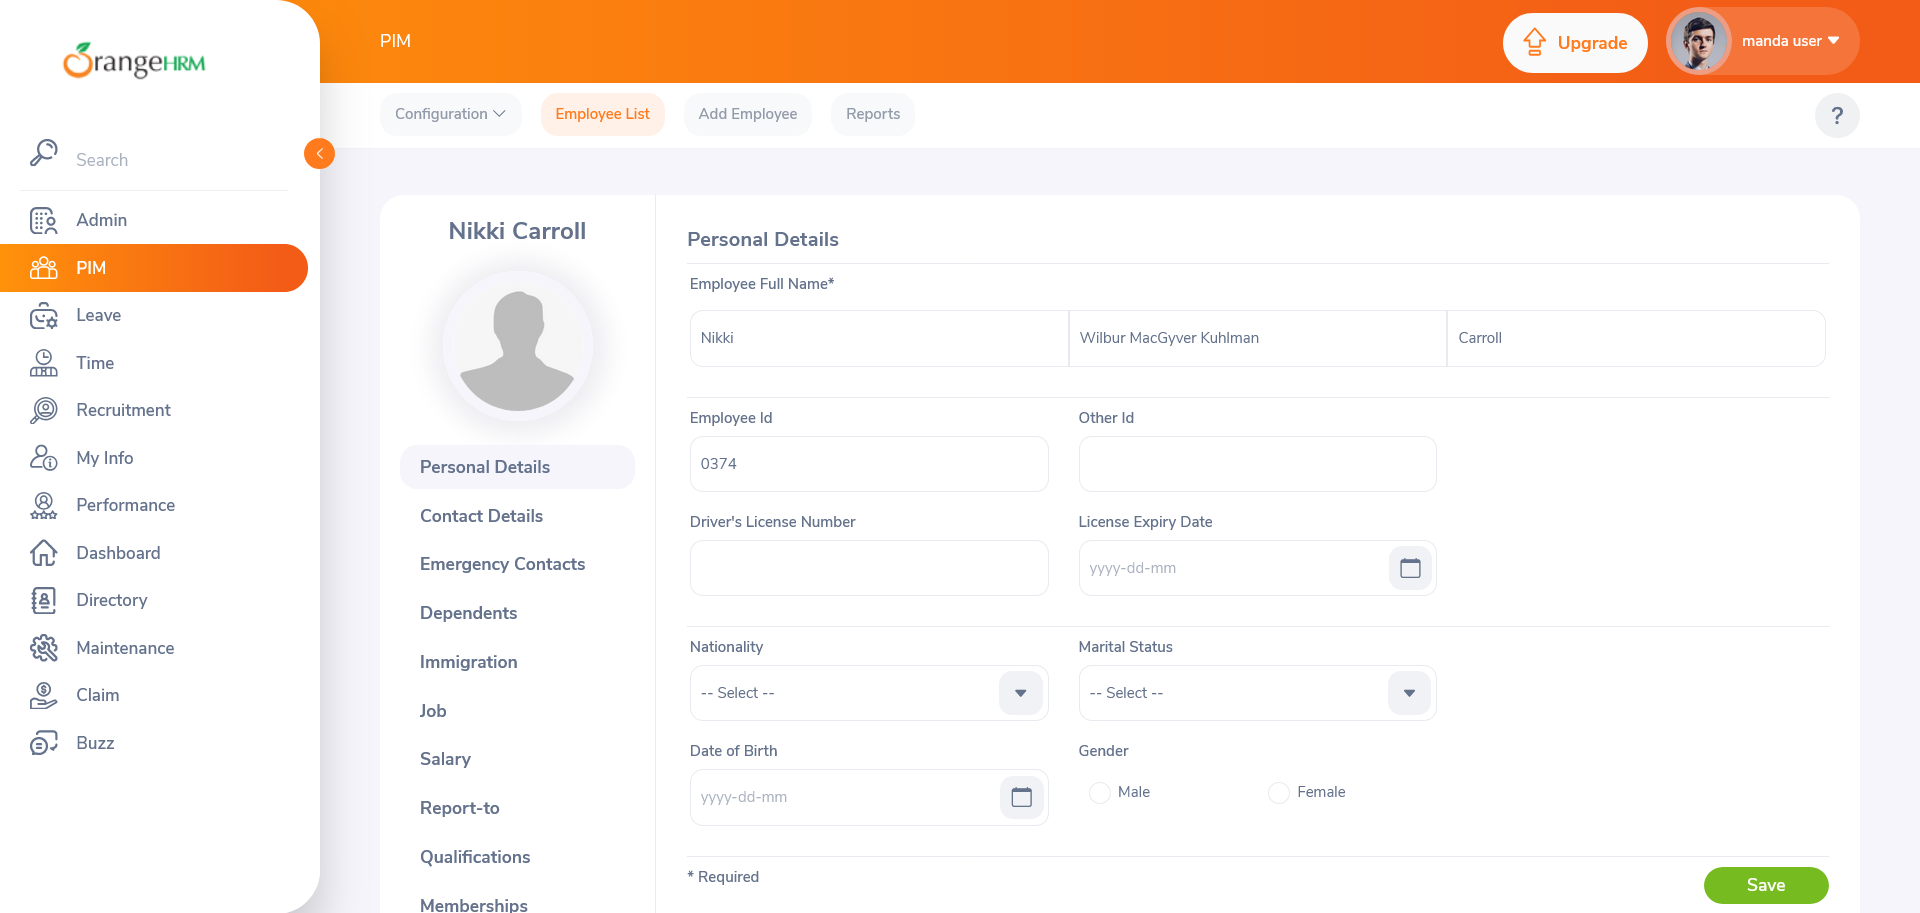 OrangeHRM
PIM
Upgrade
manda user
Configuration
Employee List
Add Employee
Reports
?
Search
Admin
PIM
Leave
Time
Recruitment
My Info
Performance
Dashboard
Directory
Maintenance
Claim
Buzz
Nikki Carroll
Personal Details
Contact Details
Emergency Contacts
Dependents
Immigration
Job
Salary
Report-to
Qualifications
Memberships
Personal Details
Employee Full Name*
Nikki
Wilbur MacGyver Kuhlman
Carroll
Employee Id
Other Id
0374
Driver's License Number
License Expiry Date
yyyy-dd-mm
Nationality
Marital Status
-- Select --
-- Select --
Date of Birth
Gender
yyyy-dd-mm
Male
Female
* Required
Save